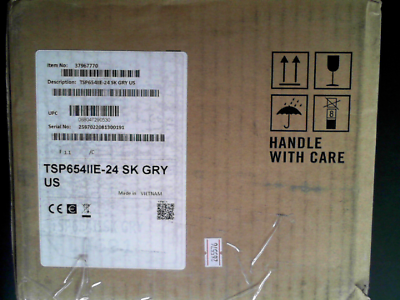 Item No: 37967770
Description: TSP654IIE-24 SK GRY US
UPC
Serial No:
TSP654IIE-24 SK GRY
US
Made in VIETNAM
CE
HANDLE
WITH CARE